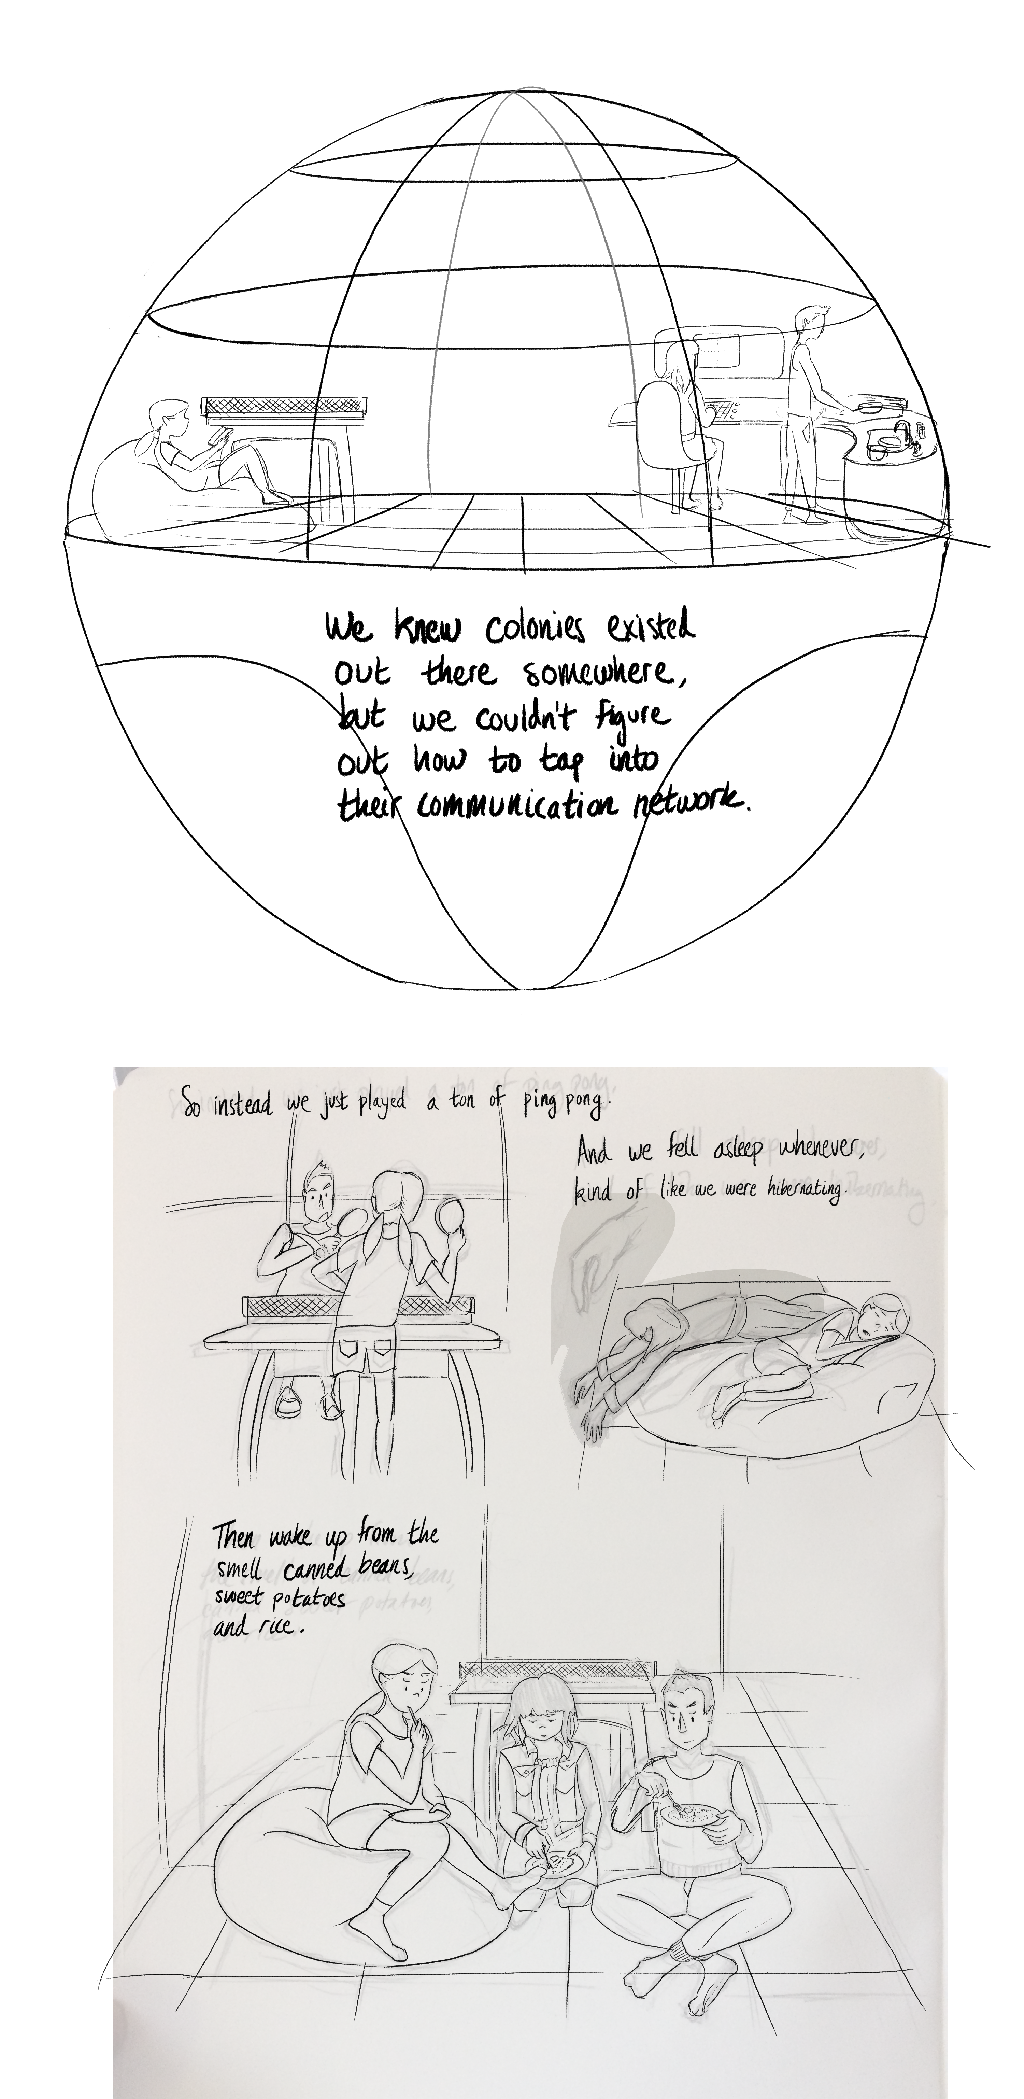 We knew colonies existed
out there somewhere,
but we couldn't figure
out how to tap into
their communication network.
So instead we just played a ton of ping pong.
And we fell asleep whenever,
kind of like we were hibernating.
Then wake up from the
smell canned beans,
sweet potatoes
and rice.